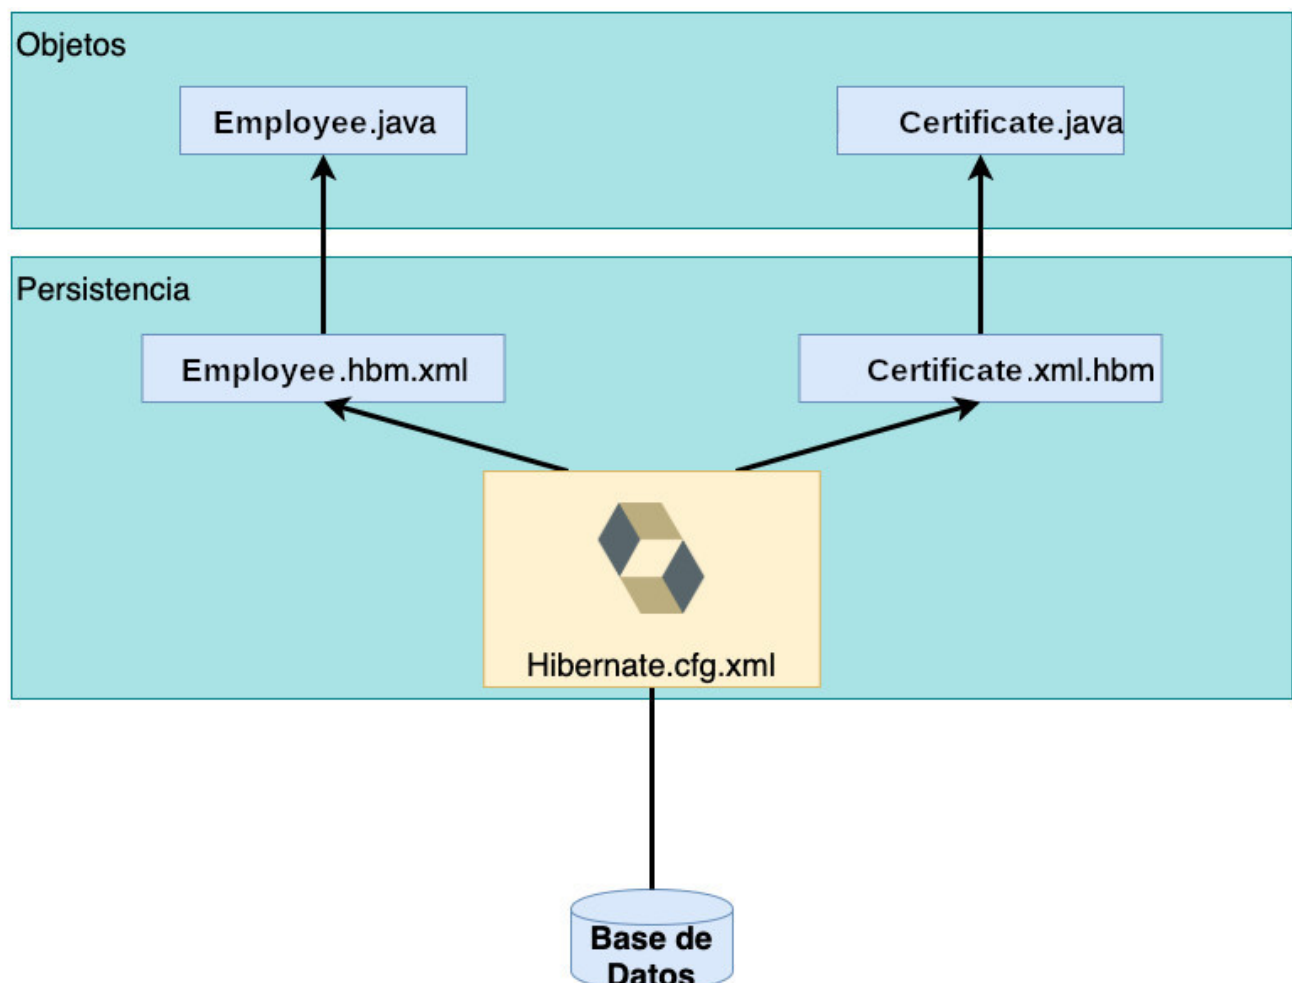 Objetos
Employee.java
Certificate.java
Persistencia
Employee.hbm.xml
Certificate.xml.hbm
Hibernate.cfg.xml
Base de
Datos